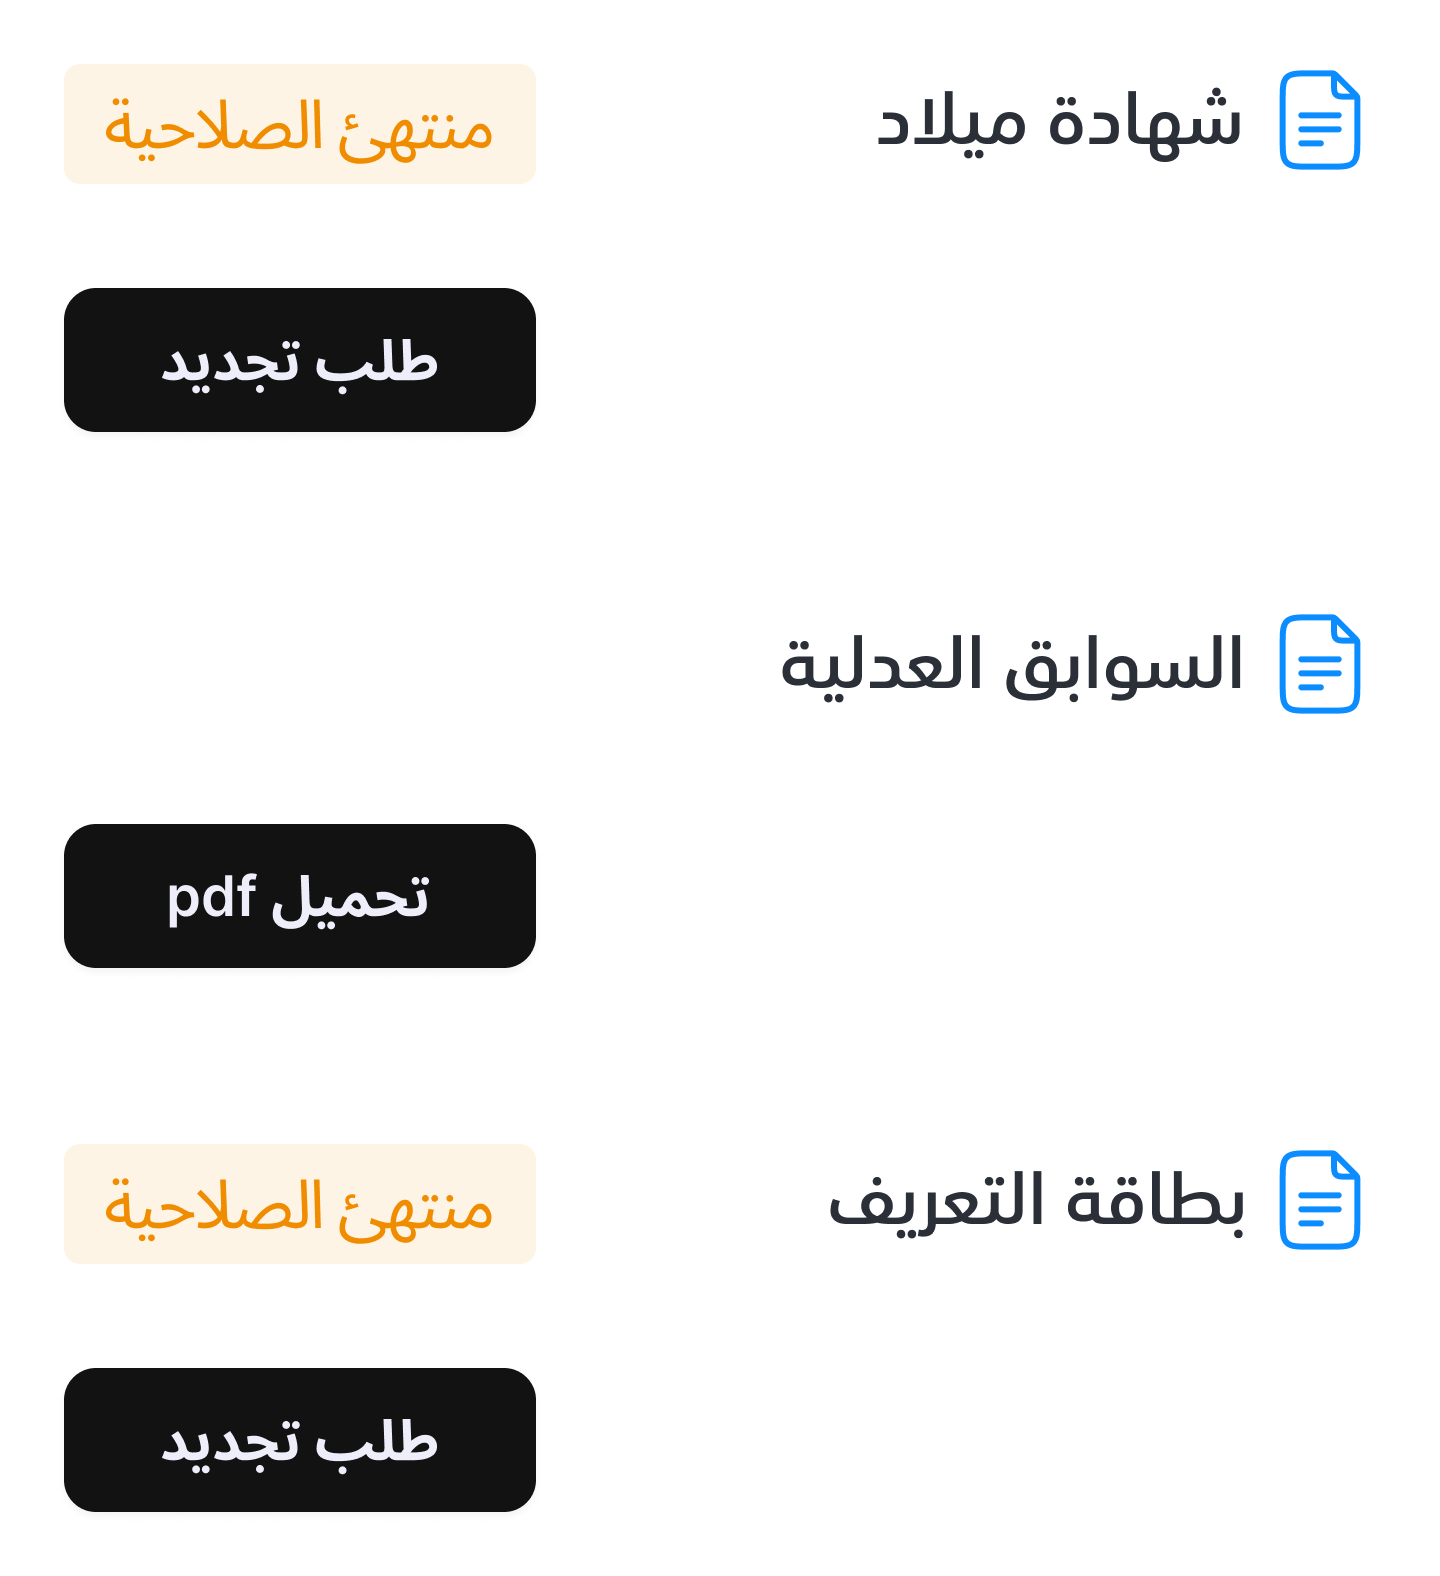 شهادة ميلاد
منتهئ الصلاحية
طلب تجديد
السوابق العدلية
تحميل pdf
بطاقة التعريف
منتهئ الصلاحية
طلب تجديد